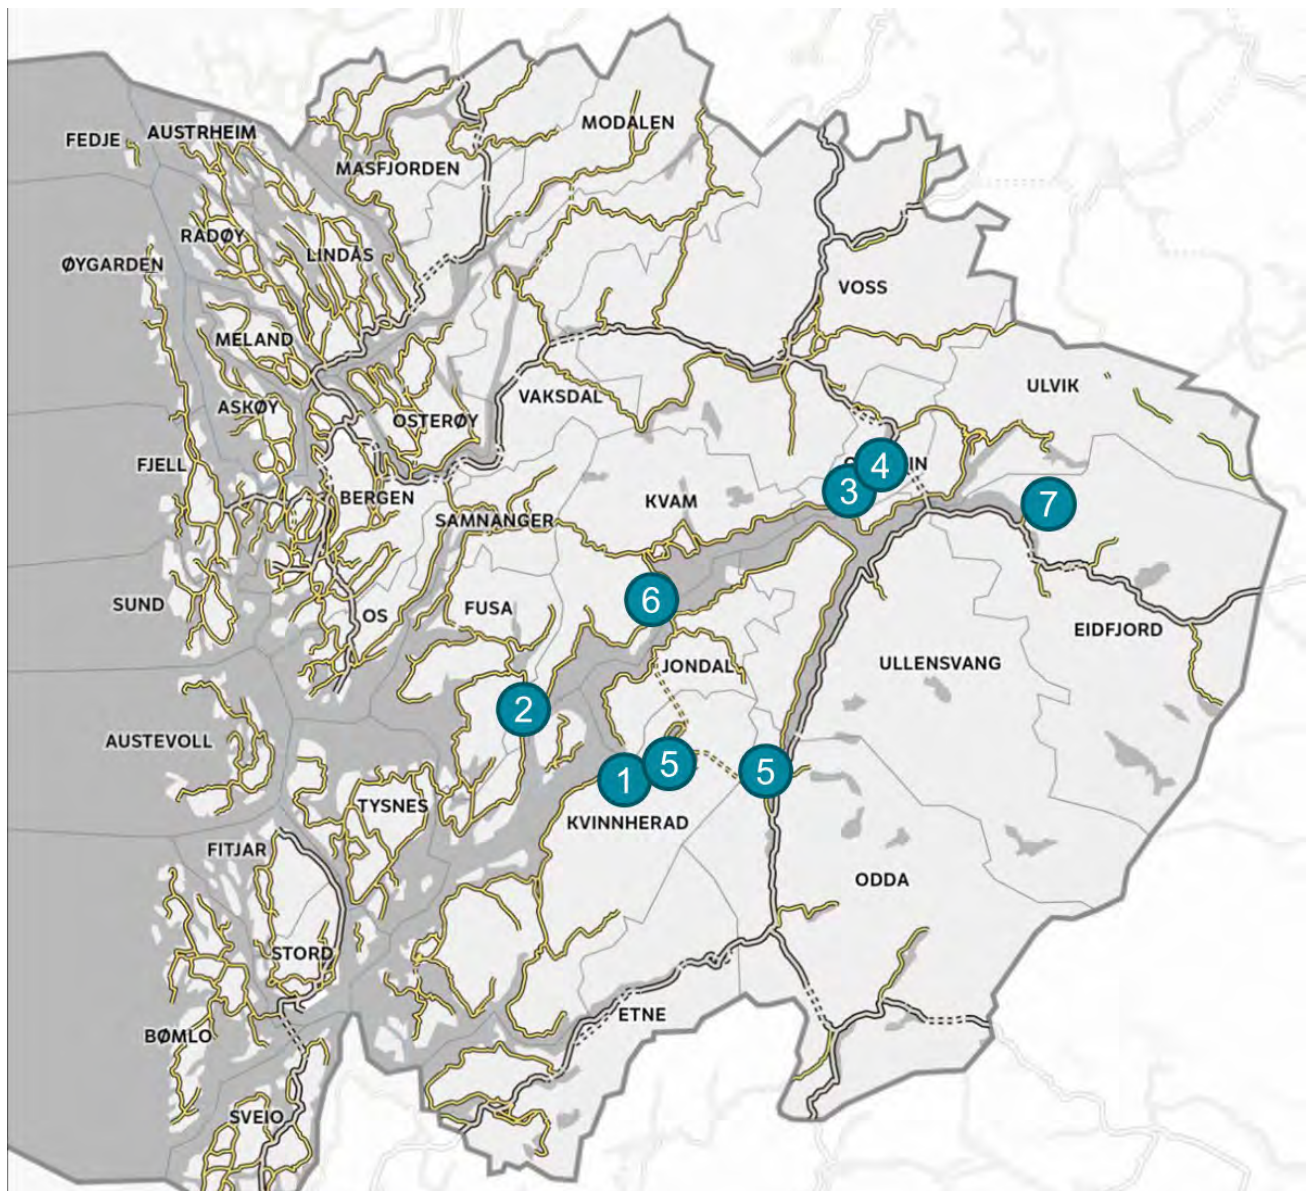 MODALEN
FEDJE
AUSTRHEIM
MASFJORDEN
RADØY
LINDÅS
ØYGARDEN
VOSS
MELAND
ULVIK
VAKSDAL
ASKØY
OSTERØY
FJELL
4
IN
BERGEN
3
KVAM
7
SAMNANGER
SUND
6
FUSA
OS
EIDFJORD
JONDAL
ULLENSVANG
2
AUSTEVOLL
5
5
1
TYSNES
KVINNHERAD
FITJAR
ODDA
STORD
ETNE
BØMLO
SVEIO